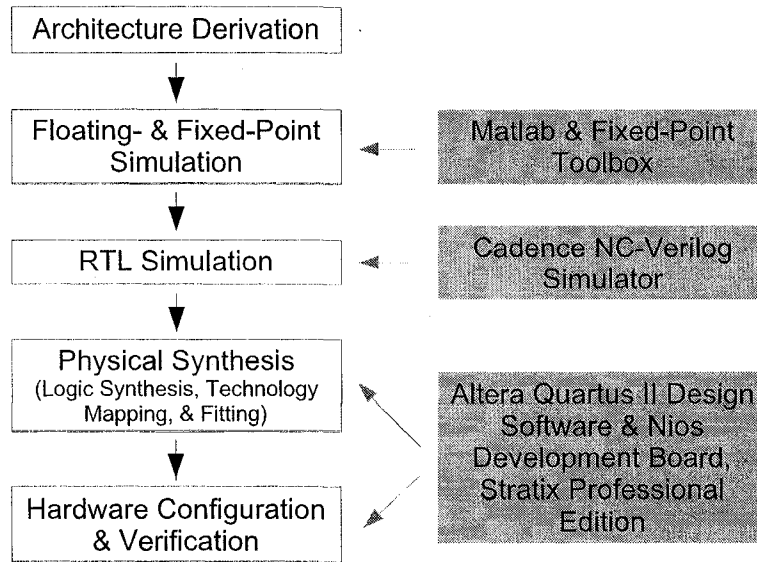 Architecture Derivation
Floating- & Fixed-Point
Simulation
Matlab & Fixed-Point
Toolbox
RTL Simulation
Cadence NC-Verilog
Simulator
Physical Synthesis
(Logic Synthesis, Technology
Mapping, & Fitting)
Altera Quartus II Design
Software & Nios
Development Board,
Stratix Professional
Edition
Hardware Configuration
& Verification